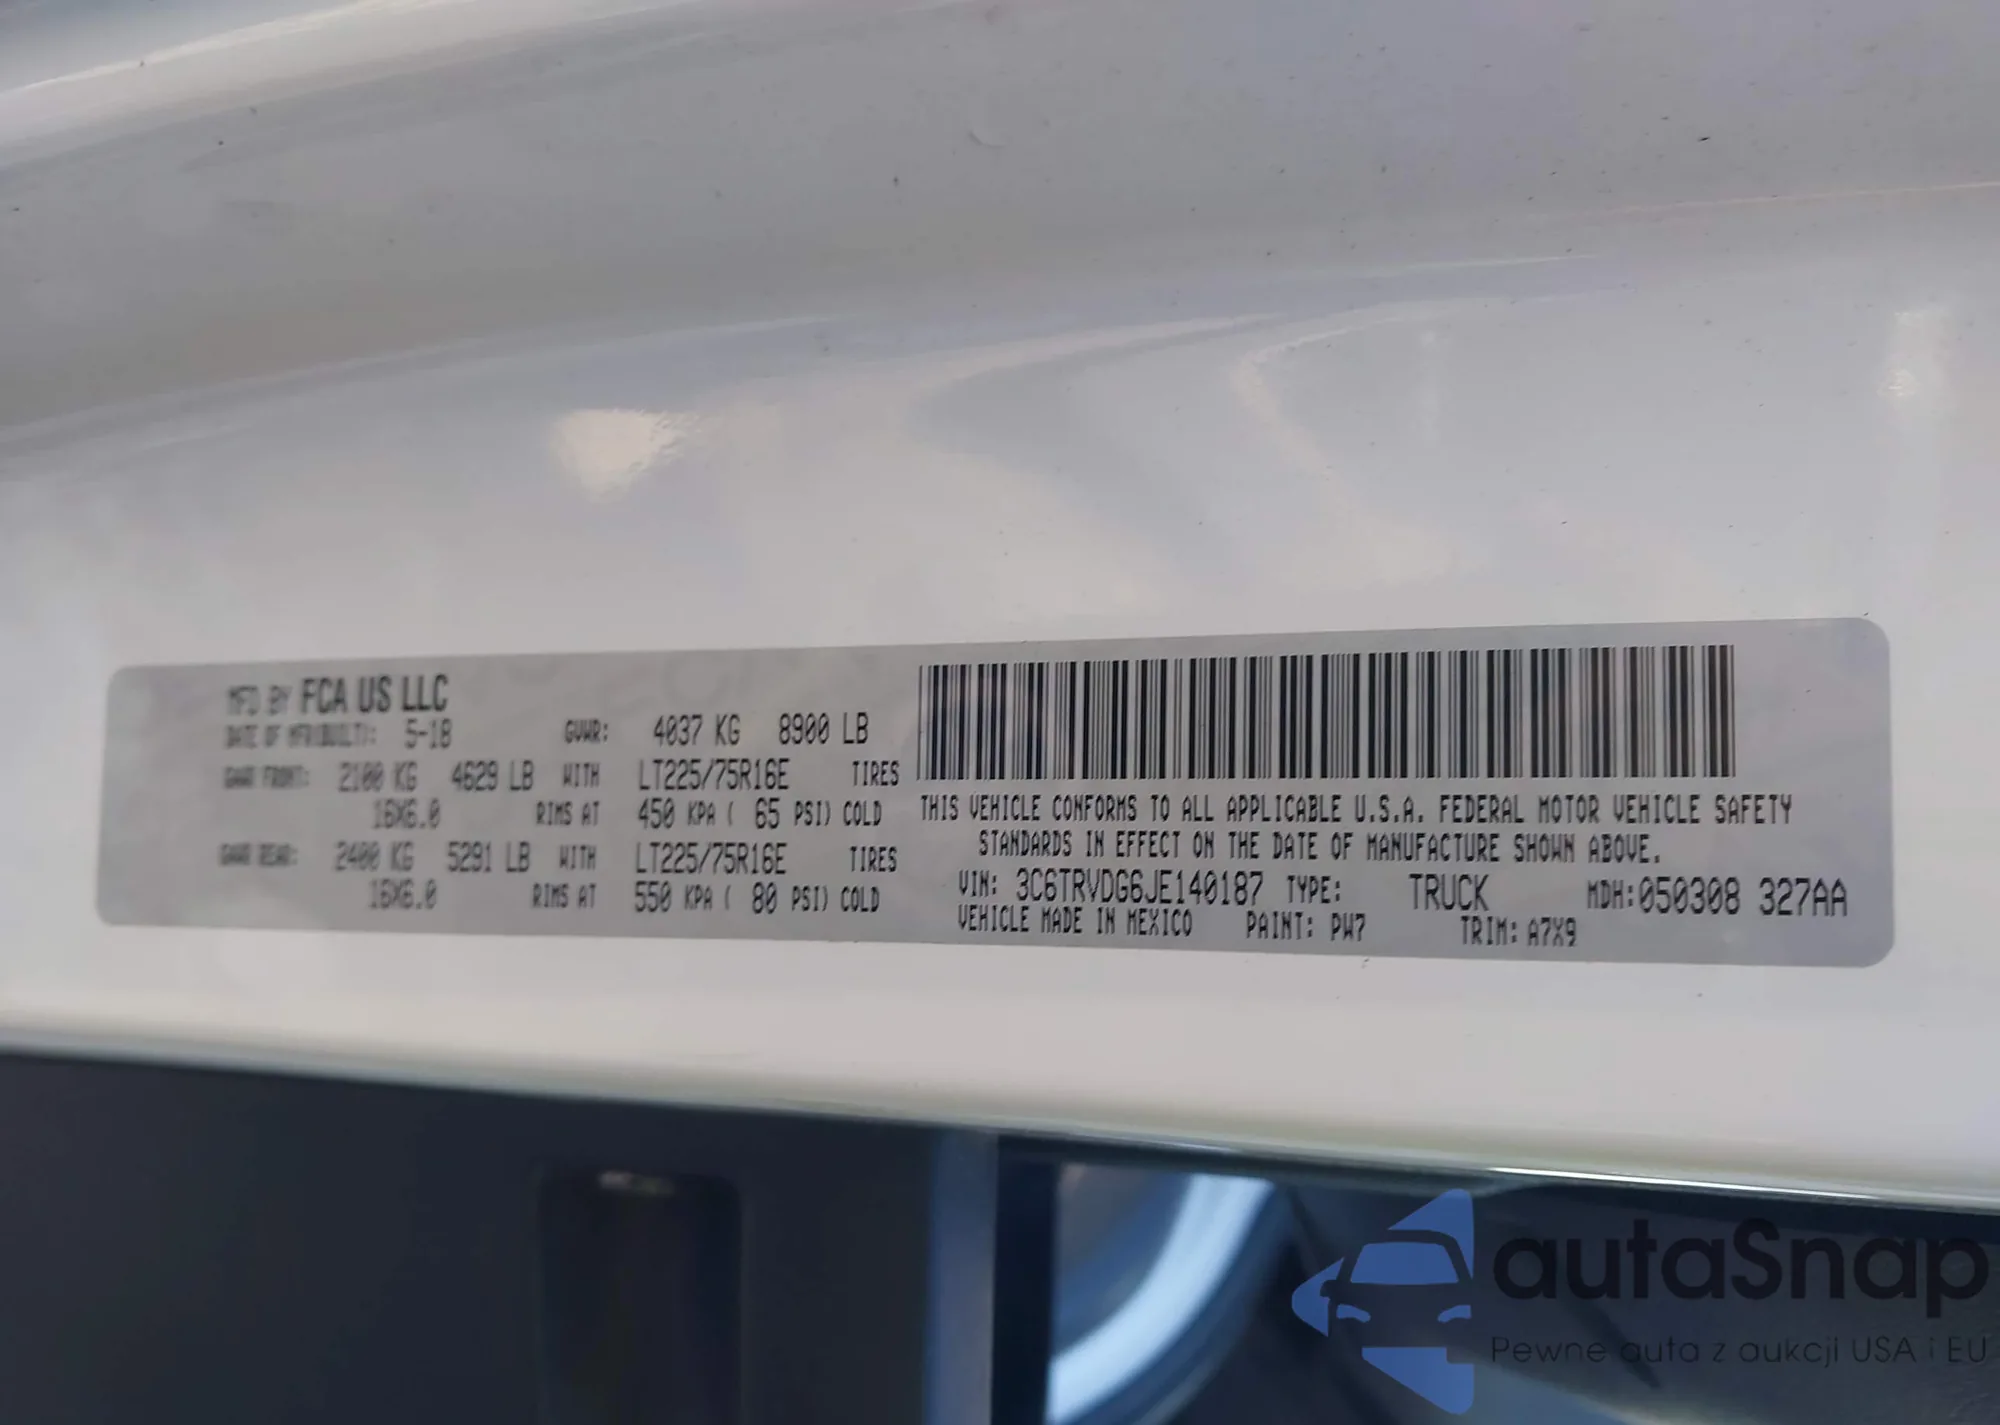 MFD BY FCA US LLC
DATE OF MFR(BUILT): 5-18 GVWR: 4037 KG 8900 LB
GAWR FRONT: 2100 KG 4629 LB WITH LT225/75R16E TIRES
16X6.0 RIMS AT 450 KPA ( 65 PSI) COLD
GAWR REAR: 2400 KG 5291 LB WITH LT225/75R16E TIRES
16X6.0 RIMS AT 550 KPA ( 80 PSI) COLD
THIS VEHICLE CONFORMS TO ALL APPLICABLE U.S.A. FEDERAL MOTOR VEHICLE SAFETY
STANDARDS IN EFFECT ON THE DATE OF MANUFACTURE SHOWN ABOVE.
VIN: 3C6TRVDG6JE140187 TYPE: TRUCK MDH:050308 327AA
VEHICLE MADE IN MEXICO PAINT: PW7 TRIM: A7X9
autaSnap
Pewne auta z aukcji USA i EU